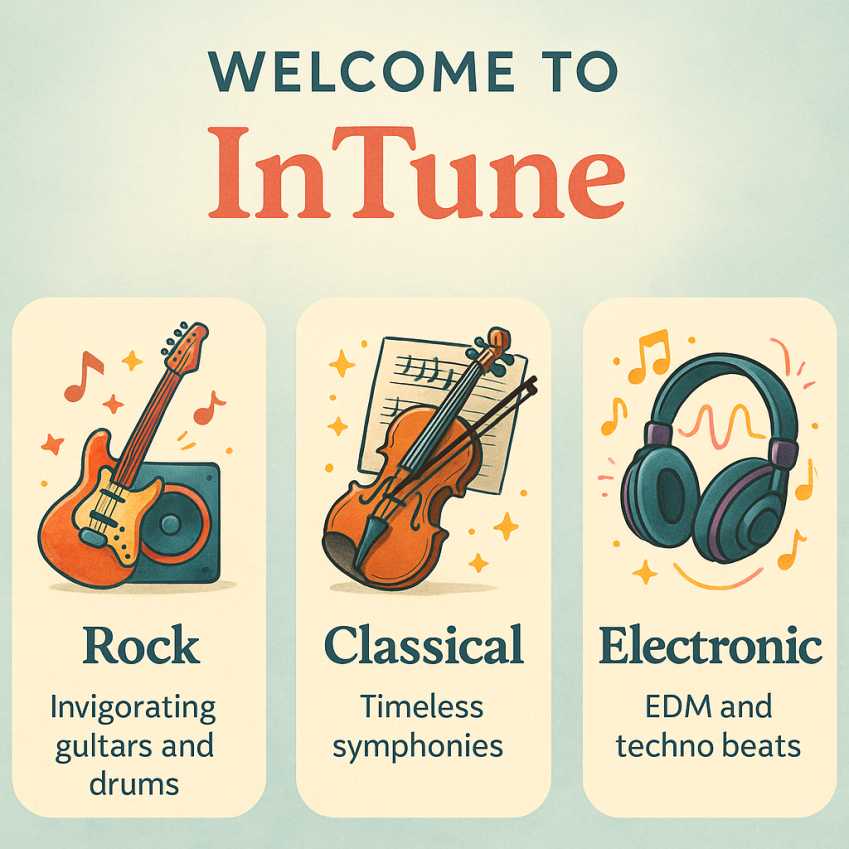 WELCOME TO
InTune
Rock
Invigorating
gultars and
drums
Classical
Timeless
symphonies
Electronic
EDM and
techno beats